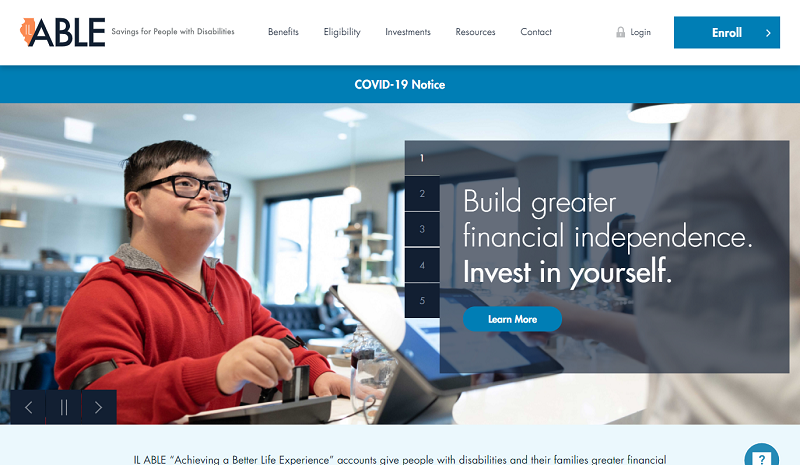 IL ABLE Savings for People with Disabilities Benefits Eligibility Investments Resources Contact Login Enroll
COVID-19 Notice
1
2
3
4
5
Build greater
financial independence.
Invest in yourself.
Learn More
IL ABLE “Achieving a Better Life Experience” accounts give people with disabilities and their families greater financial
?